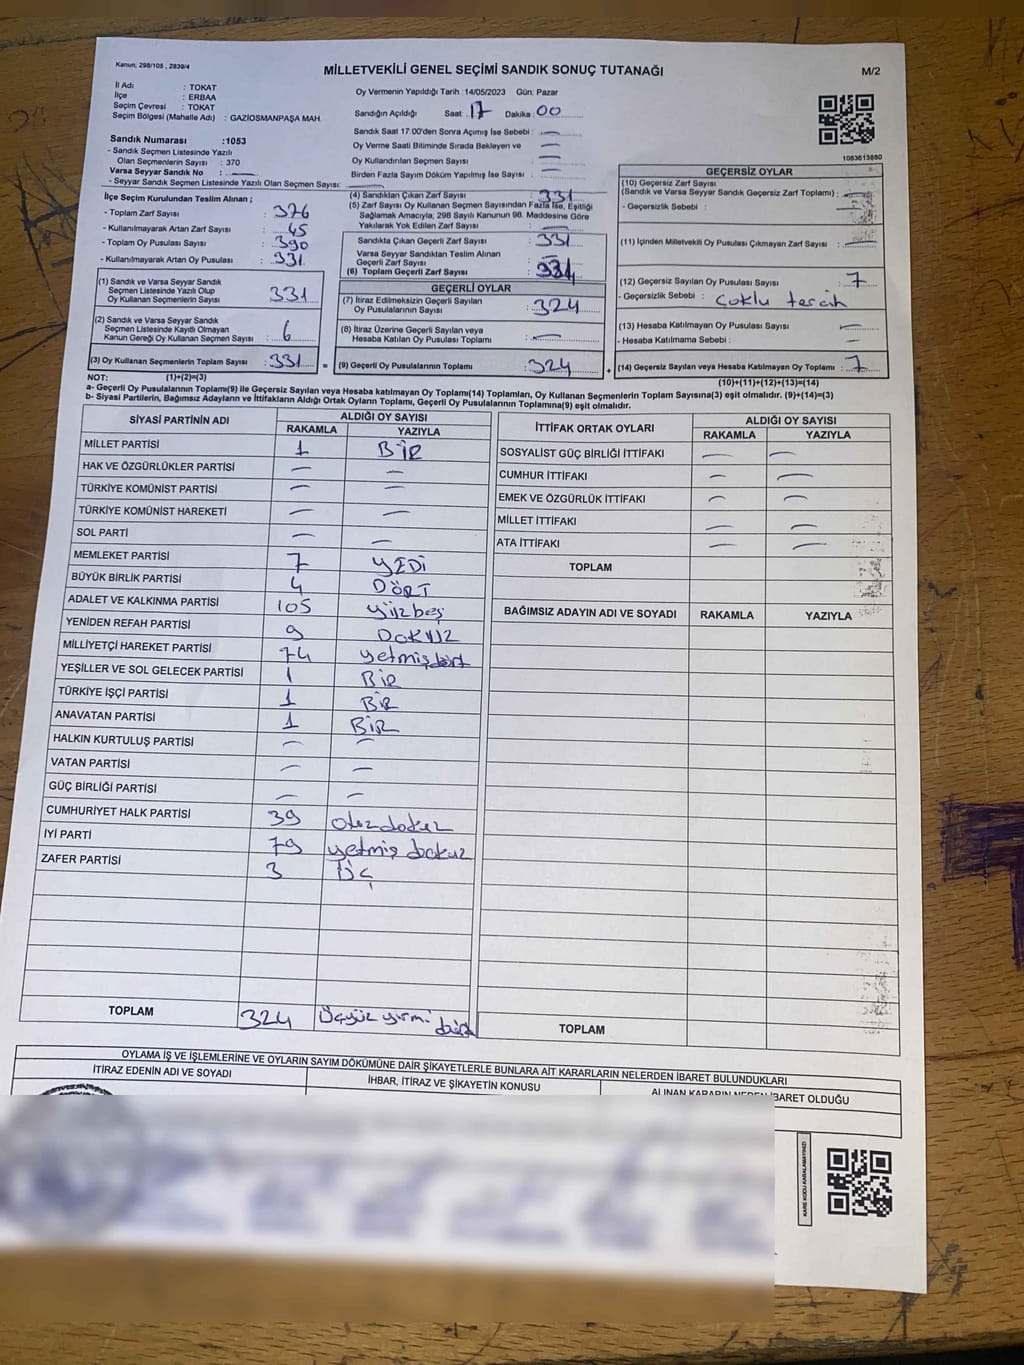 Kanun; 298/105 , 2839/4
MİLLETVEKİLİ GENEL SEÇİMİ SANDIK SONUÇ TUTANAĞI
M/2
İl Adı : TOKAT
İlçe : ERBAA
Seçim Çevresi : TOKAT
Seçim Bölgesi (Mahalle Adı) : GAZİOSMANPAŞA MAH.
Oy Vermenin Yapıldığı Tarih :14/05/2023 Gün: Pazar
Sandığın Açıldığı Saat : 17 Dakika : 00
Sandık Saat 17:00'den Sonra Açımış İse Sebebi : —
Oy Verme Saati Bitiminde Sırada Bekleyen ve
Oy Kullandırılan Seçmen Sayısı : —
Birden Fazla Sayım Döküm Yapılmış İse Sayısı : —
1083613880
Sandık Numarası :1053
- Sandık Seçmen Listesinde Yazılı
Olan Seçmenlerin Sayısı : 370
Varsa Seyyar Sandık No : —
- Seyyar Sandık Seçmen Listesinde Yazılı Olan Seçmen Sayısı:
İlçe Seçim Kurulundan Teslim Alınan ;
- Toplam Zarf Sayısı : 376
- Kullanılmayarak Artan Zarf Sayısı : 45
- Toplam Oy Pusulası Sayısı : 390
- Kullanılmayarak Artan Oy Pusulası : 331
(1) Sandık ve Varsa Seyyar Sandık
Seçmen Listesinde Yazılı Olup
Oy Kullanan Seçmenlerin Sayısı : 331
(2) Sandık ve Varsa Seyyar Sandık
Seçmen Listesinde Kayıtlı Olmayan
Kanun Gereği Oy Kullanan Seçmen Sayısı : 6
(3) Oy Kullanan Seçmenlerin Toplam Sayısı : 331 =
(4) Sandıktan Çıkan Zarf Sayısı : 331
(5) Zarf Sayısı Oy Kullanan Seçmen Sayısından Fazla İse, Eşitliği
Sağlamak Amacıyla, 298 Sayılı Kanunun 98. Maddesine Göre
Yakılarak Yok Edilen Zarf Sayısı : —
Sandıkta Çıkan Geçerli Zarf Sayısı : 331
Varsa Seyyar Sandıktan Teslim Alınan
Geçerli Zarf Sayısı : —
(6) Toplam Geçerli Zarf Sayısı : 331
GEÇERLİ OYLAR
(7) İtiraz Edilmeksizin Geçerli Sayılan
Oy Pusulalarının Sayısı : 324
(8) İtiraz Üzerine Geçerli Sayılan veya
Hesaba Katılan Oy Pusulası Toplamı : —
(9) Geçerli Oy Pusulalarının Toplamı : 324 +
GEÇERSİZ OYLAR
(10) Geçersiz Zarf Sayısı
(Sandık ve Varsa Seyyar Sandık Geçersiz Zarf Toplamı) : —
- Geçersizlik Sebebi :
(11) İçinden Milletvekili Oy Pusulası Çıkmayan Zarf Sayısı : —
(12) Geçersiz Sayılan Oy Pusulası Sayısı : 7
- Geçersizlik Sebebi : çoklu tercih
(13) Hesaba Katılmayan Oy Pusulası Sayısı : —
- Hesaba Katılmama Sebebi : —
(14) Geçersiz Sayılan veya Hesaba Katılmayan Oy Toplamı : 7
NOT: (1)+(2)=(3)
(10)+(11)+(12)+(13)=(14)
a- Geçerli Oy Pusulalarının Toplamı(9) ile Geçersiz Sayılan veya Hesaba katılmayan Oy Toplamı(14) Toplamları, Oy Kullanan Seçmenlerin Toplam Sayısına(3) eşit olmalıdır. (9)+(14)=(3)
b- Siyasi Partilerin, Bağımsız Adayların ve İttifakların Aldığı Ortak Oyların Toplamı, Geçerli Oy Pusulalarının Toplamına(9) eşit olmalıdır.
SİYASİ PARTİNİN ADI ALDIĞI OY SAYISI
RAKAMLA YAZIYLA
MİLLET PARTİSİ 1 BİR
HAK VE ÖZGÜRLÜKLER PARTİSİ — —
TÜRKİYE KOMÜNİST PARTİSİ — —
TÜRKİYE KOMÜNİST HAREKETİ — —
SOL PARTİ — —
MEMLEKET PARTİSİ 7 YEDİ
BÜYÜK BİRLİK PARTİSİ 4 DÖRT
ADALET VE KALKINMA PARTİSİ 105 yüzbeş
YENİDEN REFAH PARTİSİ 9 DOKUZ
MİLLİYETÇİ HAREKET PARTİSİ 74 yetmişdört
YEŞİLLER VE SOL GELECEK PARTİSİ 1 BİR
TÜRKİYE İŞÇİ PARTİSİ 1 BİR
ANAVATAN PARTİSİ 1 BİR
HALKIN KURTULUŞ PARTİSİ — —
VATAN PARTİSİ — —
GÜÇ BİRLİĞİ PARTİSİ — —
CUMHURİYET HALK PARTİSİ 39 otuzdokuz
İYİ PARTİ 79 yetmiş dokuz
ZAFER PARTİSİ 3 ÜÇ
TOPLAM 324 Üçyüz yirmi dört
İTTİFAK ORTAK OYLARI ALDIĞI OY SAYISI
RAKAMLA YAZIYLA
SOSYALİST GÜÇ BİRLİĞİ İTTİFAKI — —
CUMHUR İTTİFAKI — —
EMEK VE ÖZGÜRLÜK İTTİFAKI — —
MİLLET İTTİFAKI — —
ATA İTTİFAKI — —
TOPLAM
BAĞIMSIZ ADAYIN ADI VE SOYADI RAKAMLA YAZIYLA
TOPLAM
OYLAMA İŞ VE İŞLEMLERİNE VE OYLARIN SAYIM DÖKÜMÜNE DAİR ŞİKAYETLERLE BUNLARA AİT KARARLARIN NELERDEN İBARET BULUNDUKLARI
İTİRAZ EDENİN ADI VE SOYADI
İHBAR, İTİRAZ VE ŞİKAYETİN KONUSU
ALINAN KARARIN NEDEN İBARET OLDUĞU
KARE KODU KARALAMAYINIZ!